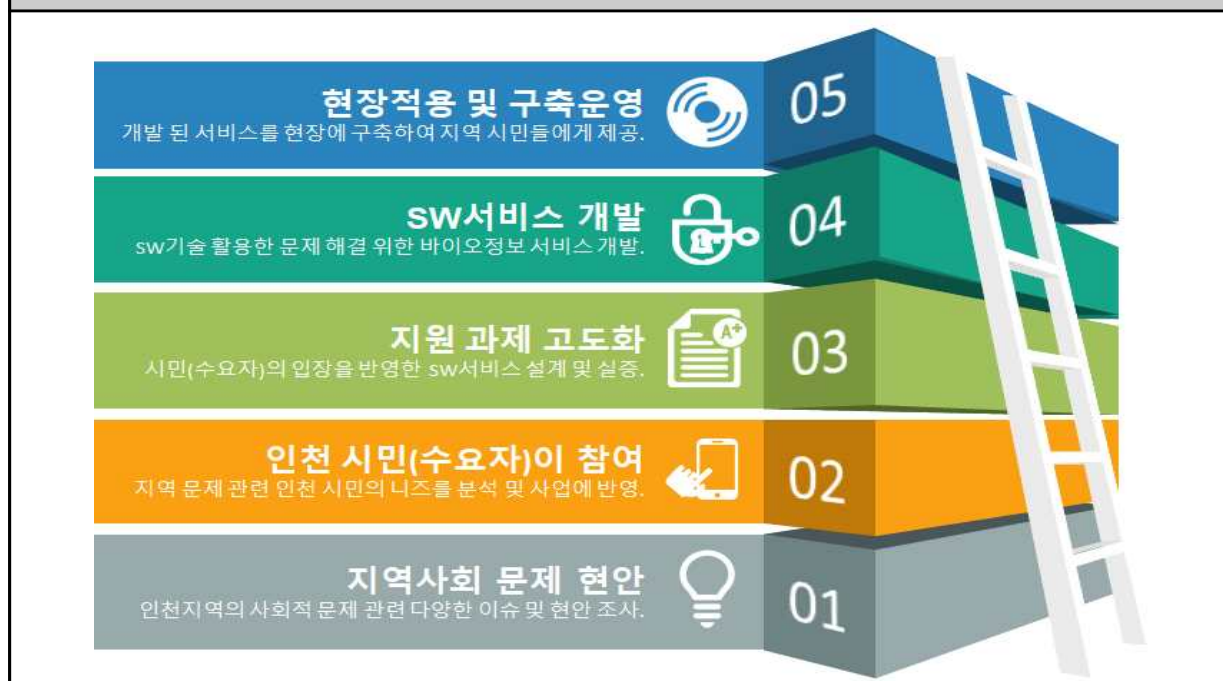 현장적용 및 구축운영
개발 된 서비스를 현장에 구축하여 지역 시민들에게 제공.
05
SW서비스 개발
SW기술 활용한 문제 해결 위한 바이오정보 서비스 개발.
04
지원 과제 고도화
시민(수요자)의 입장을 반영한 SW서비스 설계 및 실증.
A+
03
인천 시민(수요자)이 참여
지역 문제 관련 인천 시민의 니즈를 분석 및 사업에 반영.
02
지역사회 문제 현안
인천지역의 사회적 문제 관련 다양한 이슈 및 현안 조사.
01